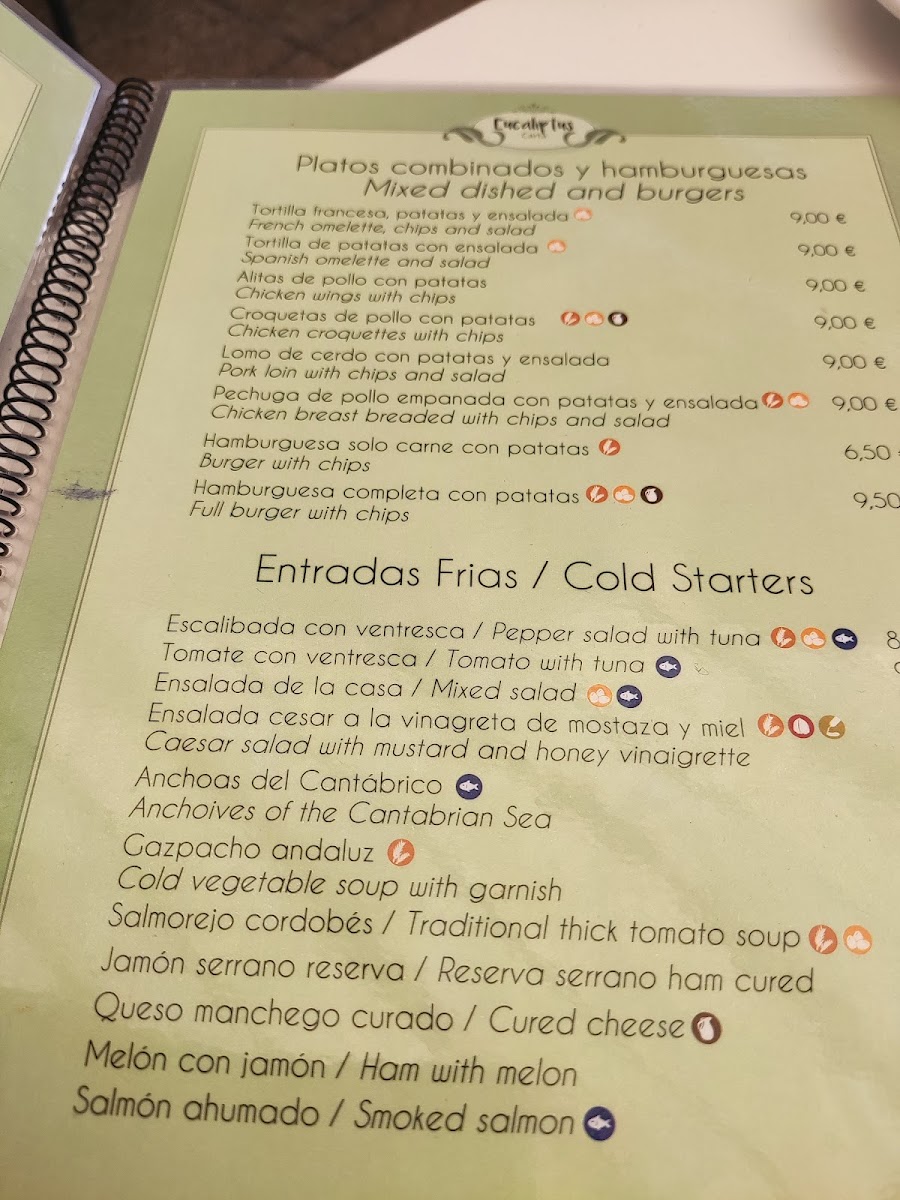 Eucaliptus
Platos combinados y hamburguesas
Mixed dished and burgers
Tortilla francesa, patatas y ensalada 9,00 €
French omelette, chips and salad
Tortilla de patatas con ensalada 9,00 €
Spanish omelette and salad
Alitas de pollo con patatas 9,00 €
Chicken wings with chips
Croquetas de pollo con patatas 9,00 €
Chicken croquettes with chips
Lomo de cerdo con patatas y ensalada 9,00 €
Pork loin with chips and salad
Pechuga de pollo empanada con patatas y ensalada 9,00 €
Chicken breast breaded with chips and salad
Hamburguesa solo carne con patatas 6,50
Burger with chips
Hamburguesa completa con patatas 9,50
Full burger with chips
Entradas Frias / Cold Starters
Escalibada con ventresca / Pepper salad with tuna 8
Tomate con ventresca / Tomato with tuna
Ensalada de la casa / Mixed salad
Ensalada cesar a la vinagreta de mostaza y miel
Caesar salad with mustard and honey vinaigrette
Anchoas del Cantábrico
Anchoives of the Cantabrian Sea
Gazpacho andaluz
Cold vegetable soup with garnish
Salmorejo cordobés / Traditional thick tomato soup
Jamón serrano reserva / Reserva serrano ham cured
Queso manchego curado / Cured cheese
Melón con jamón / Ham with melon
Salmón ahumado / Smoked salmon